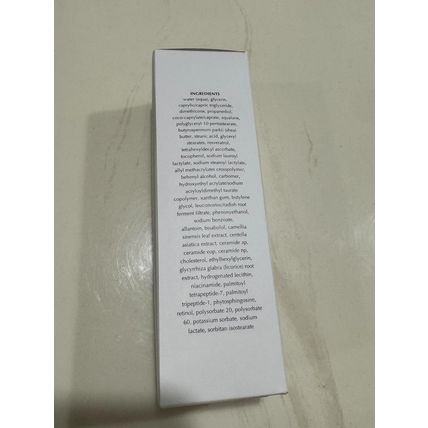 INGREDIENTS
water (aqua), glycerin,
caprylic/capric triglyceride,
dimethicone, propanediol,
coco-caprylate/caprate, squalane,
polyglyceryl-10 pentastearate,
butyrospermum parkii (shea)
butter, stearic acid, glyceryl
stearates, resveratrol,
tetrahexyldecyl ascorbate,
tocopherol, sodium lauroyl
lactylate, sodium stearoyl lactylate,
allyl methacrylates crosspolymer,
behenyl alcohol, carbomer,
hydroxyethyl acrylate/sodium
acryloyldimethyl taurate
copolymer, xanthan gum, butylene
glycol, leuconostoc/radish root
ferment filtrate, phenoxyethanol,
sodium benzoate,
allantoin, bisabolol, camellia
sinensis leaf extract, centella
asiatica extract, ceramide ap,
ceramide eop, ceramide np,
cholesterol, ethylhexylglycerin,
glycyrrhiza glabra (licorice) root
extract, hydrogenated lecithin,
niacinamide, palmitoyl
tetrapeptide-7, palmitoyl
tripeptide-1, phytosphingosine,
retinol, polysorbate 20, polysorbate
60, potassium sorbate, sodium
lactate, sorbitan isostearate